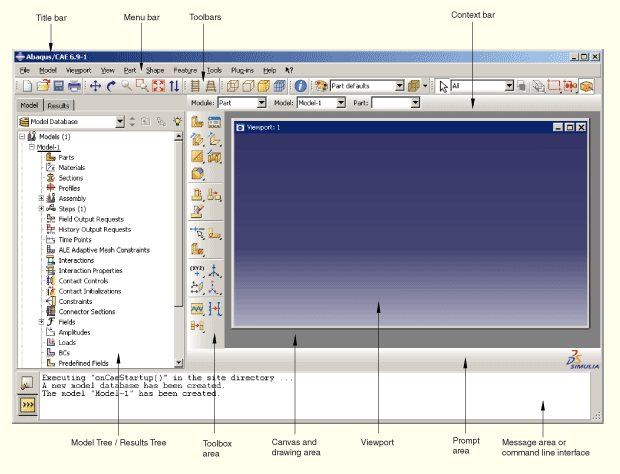 Title bar
Menu bar
Toolbars
Context bar
Abaqus/CAE 6.9-1
File Model Viewport View Part Shape Feature Tools Plug-ins Help
Part defaults
All
Model Results
Module: Part Model: Model-1 Part:
Model Database
Viewport: 1
Models (1)
Model-1
Parts
Materials
Sections
Profiles
Assembly
Steps (1)
Field Output Requests
History Output Requests
Time Points
ALE Adaptive Mesh Constraints
Interactions
Interaction Properties
Contact Controls
Contact Initializations
Constraints
Connector Sections
Fields
Amplitudes
Loads
BCs
Predefined Fields
(XYZ)
SIMULIA
Executing "onCaeStartup()" in the site directory ...
A new model database has been created.
The model "Model-1" has been created.
>>>
Model Tree / Results Tree
Toolbox area
Canvas and drawing area
Viewport
Prompt area
Message area or command line interface